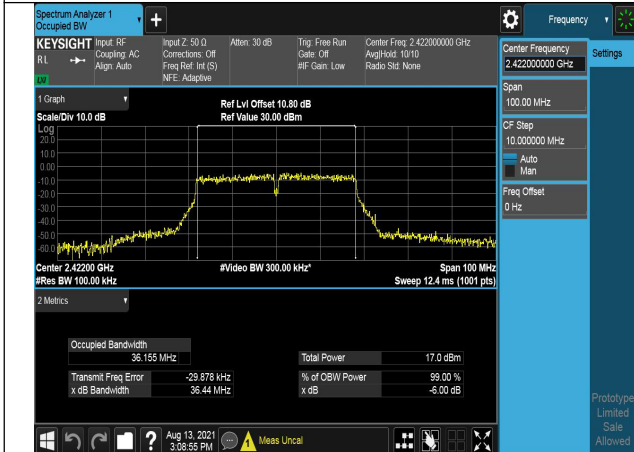 Spectrum Analyzer 1
Occupied BW
+
Frequency
KEYSIGHT Input: RF Input Z: 50 Ω Atten: 30 dB Trig: Free Run Center Freq: 2.422000000 GHz
RL Coupling: AC Corrections: Off Gate: Off Avg|Hold: 10/10
Align: Auto Freq Ref: Int (S) #IF Gain: Low Radio Std: None
NFE: Adaptive
Center Frequency
2.422000000 GHz
Settings
Span
100.00 MHz
CF Step
10.000000 MHz
Auto
Man
Freq Offset
0 Hz
1 Graph
Ref Lvl Offset 10.80 dB
Scale/Div 10.0 dB Ref Value 30.00 dBm
Log
20.0
10.0
0.00
-10.0
-20.0
-30.0
-40.0
-50.0
-60.0
Center 2.42200 GHz #Video BW 300.00 kHz* Span 100 MHz
#Res BW 100.00 kHz Sweep 12.4 ms (1001 pts)
2 Metrics
Occupied Bandwidth
36.155 MHz Total Power 17.0 dBm
Transmit Freq Error -29.878 kHz % of OBW Power 99.00 %
x dB Bandwidth 36.44 MHz x dB -6.00 dB
Prototype
Limited
Sale
Allowed
? Aug 13, 2021
3:08:55 PM
Meas Uncal